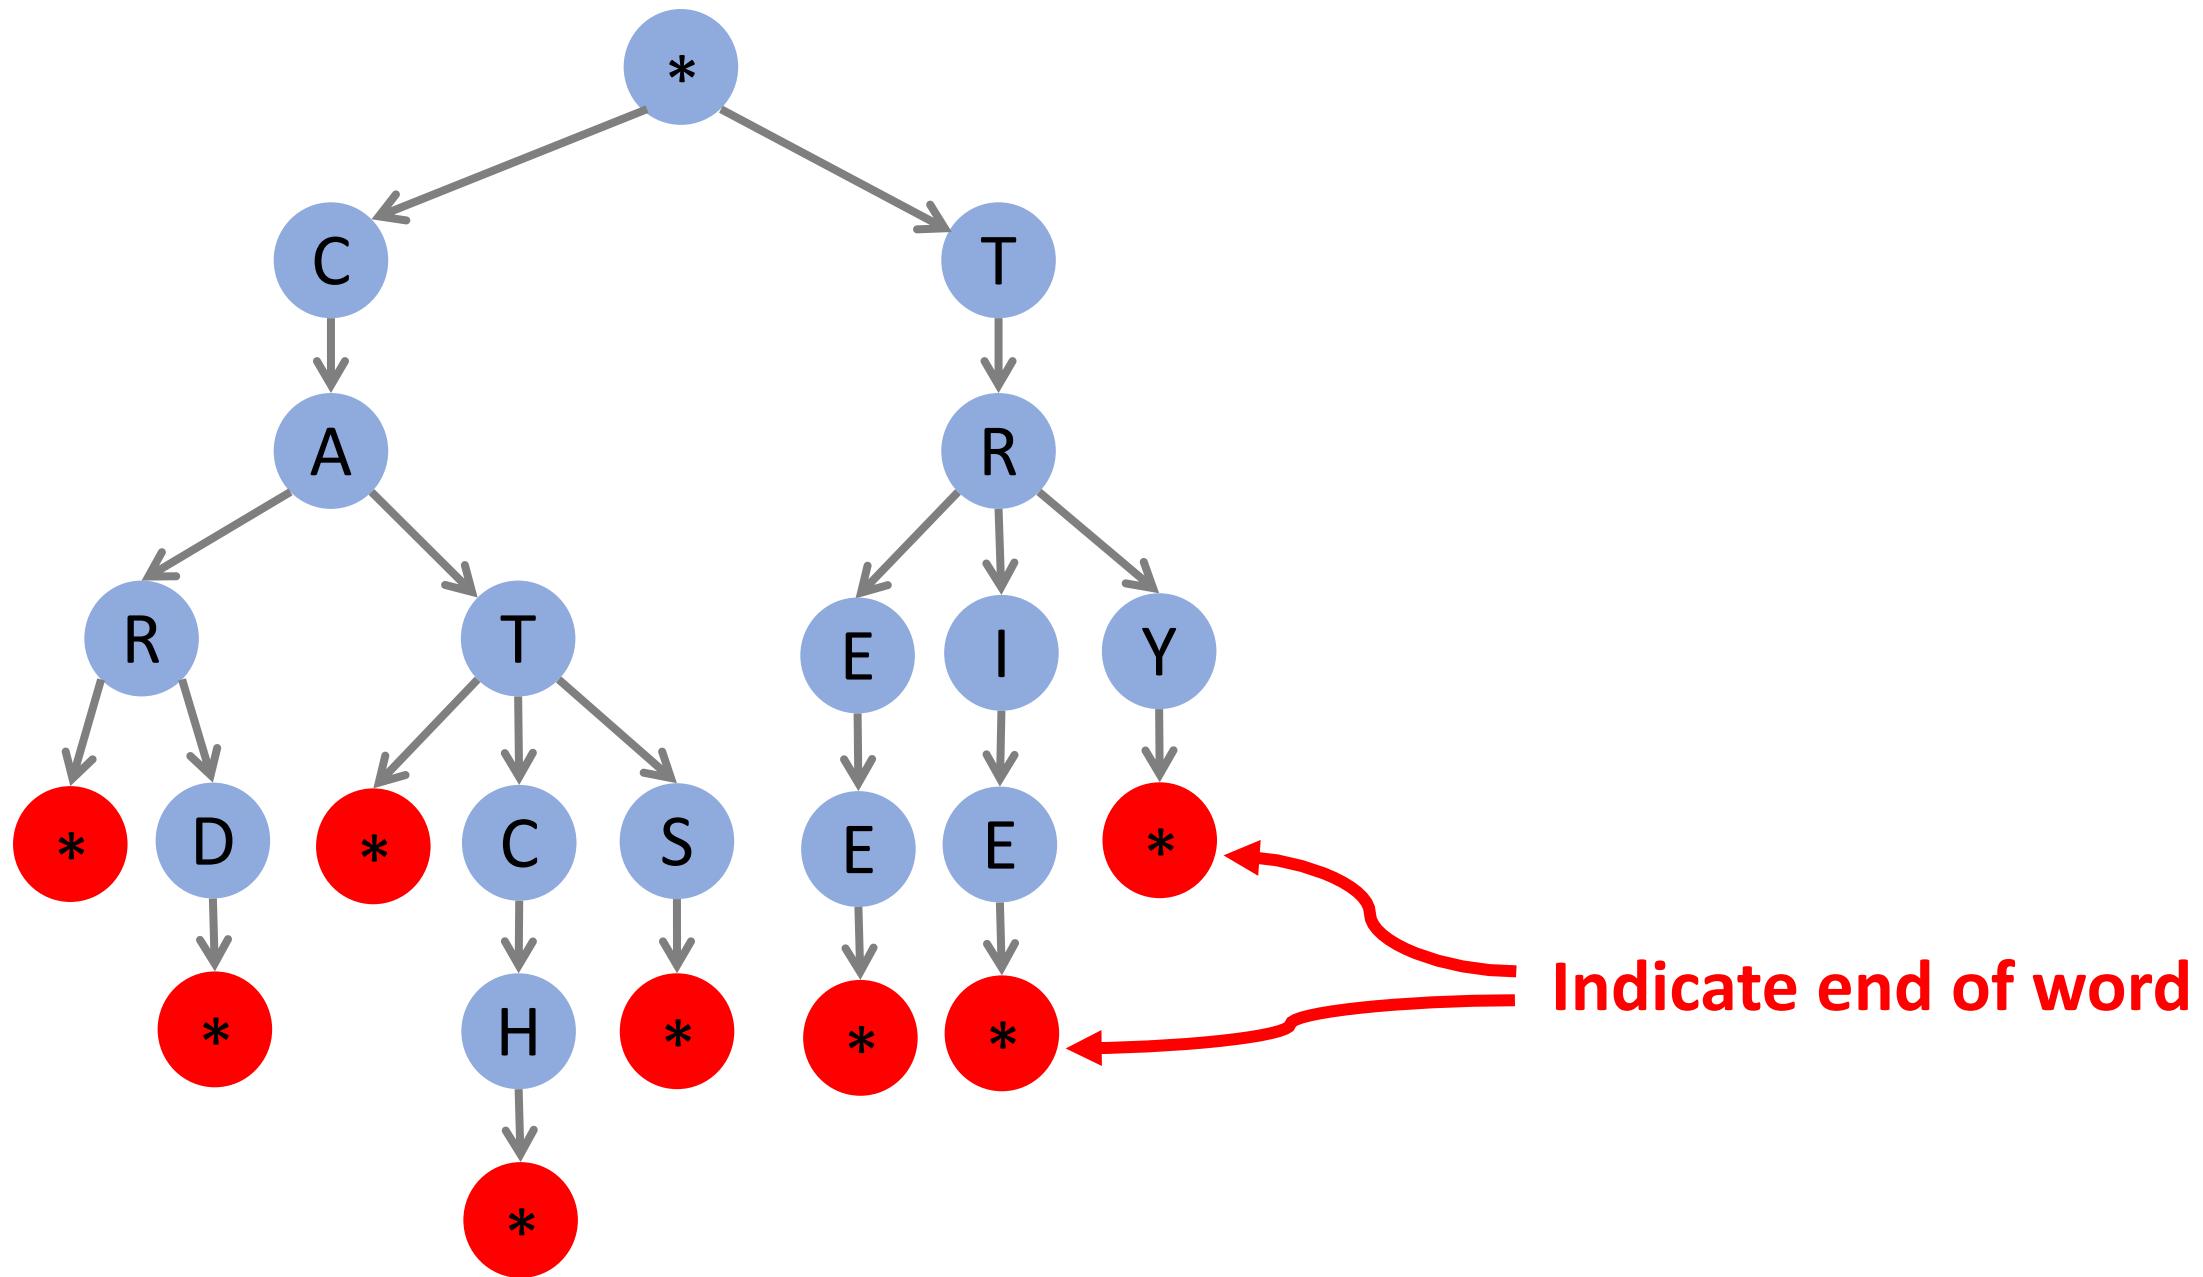 *
C T
A R
R T E I Y
* D * C S E E *
* H * * *
*
Indicate end of word